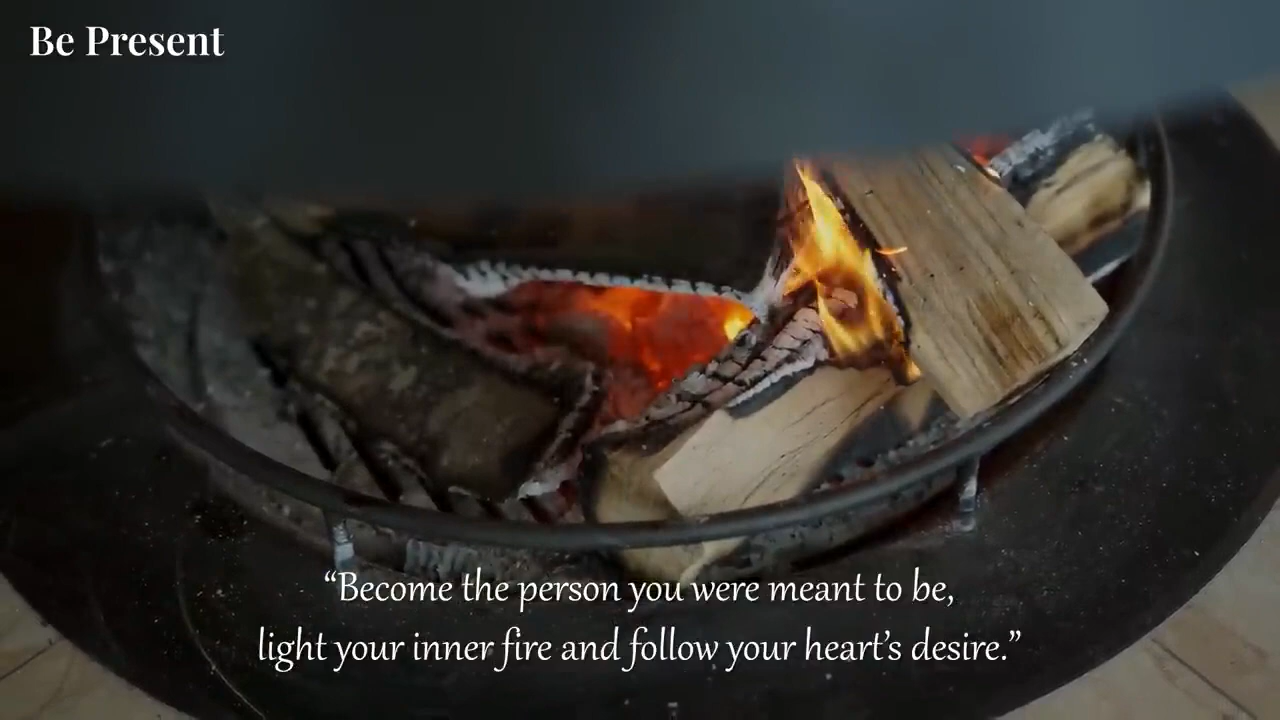 Be Present
“Become the person you were meant to be,
light your inner fire and follow your heart’s desire.”